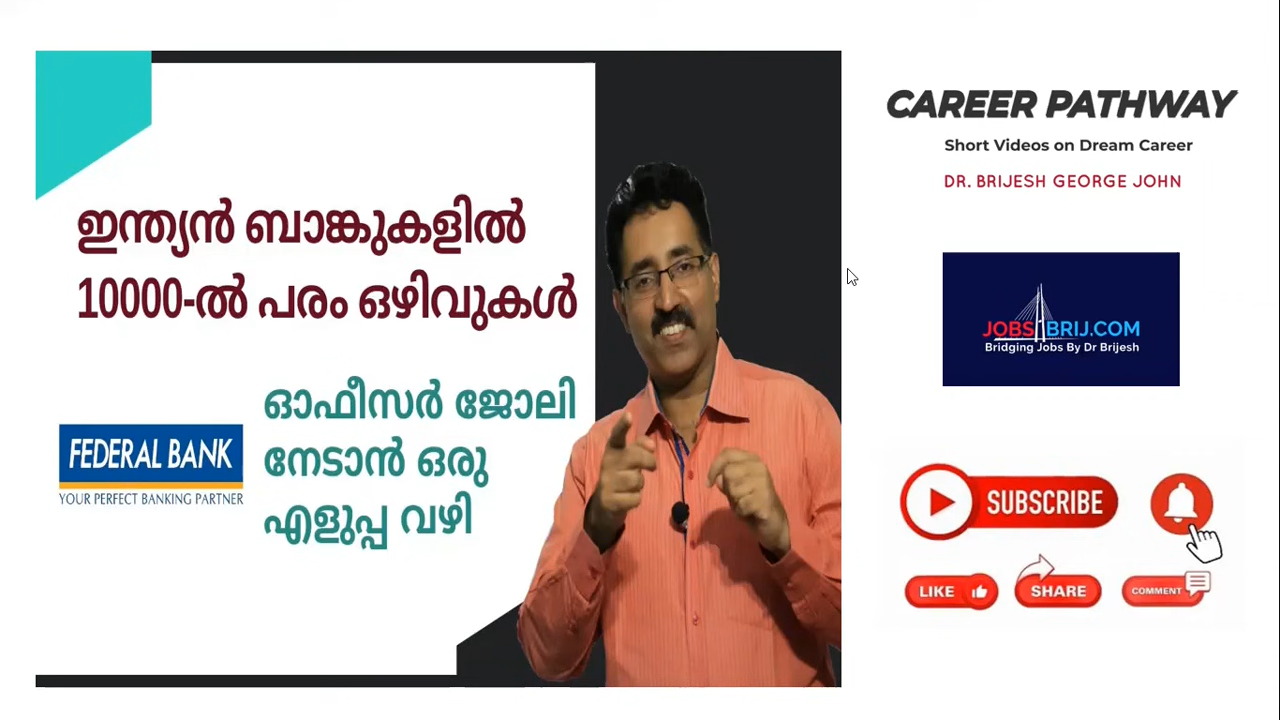 ഇന്ത്യൻ ബാങ്കുകളിൽ
10000-ൽ പരം ഒഴിവുകൾ
ഓഫീസർ ജോലി
നേടാൻ ഒരു
എളുപ്പ വഴി
FEDERAL BANK
YOUR PERFECT BANKING PARTNER
CAREER PATHWAY
Short Videos on Dream Career
DR. BRIJESH GEORGE JOHN
JOBSBRIJ.COM
Bridging Jobs By Dr Brijesh
SUBSCRIBE
LIKE
SHARE
COMMENT